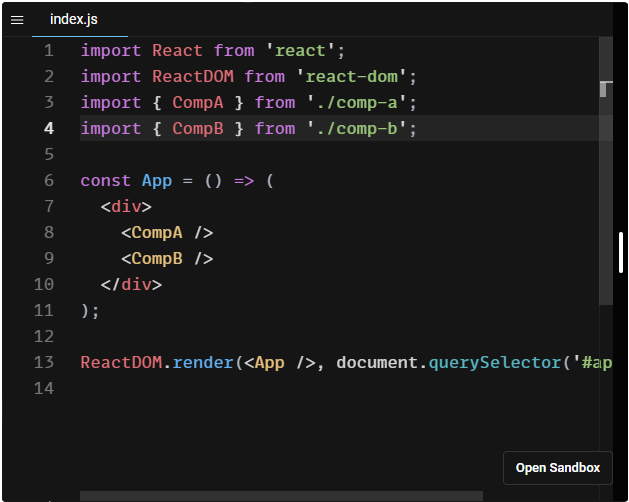 index.js
1 import React from 'react';
2 import ReactDOM from 'react-dom';
3 import { CompA } from './comp-a';
4 import { CompB } from './comp-b';
5
6 const App = () => (
7   <div>
8     <CompA />
9     <CompB />
10   </div>
11 );
12
13 ReactDOM.render(<App />, document.querySelector('#ap
14
Open Sandbox